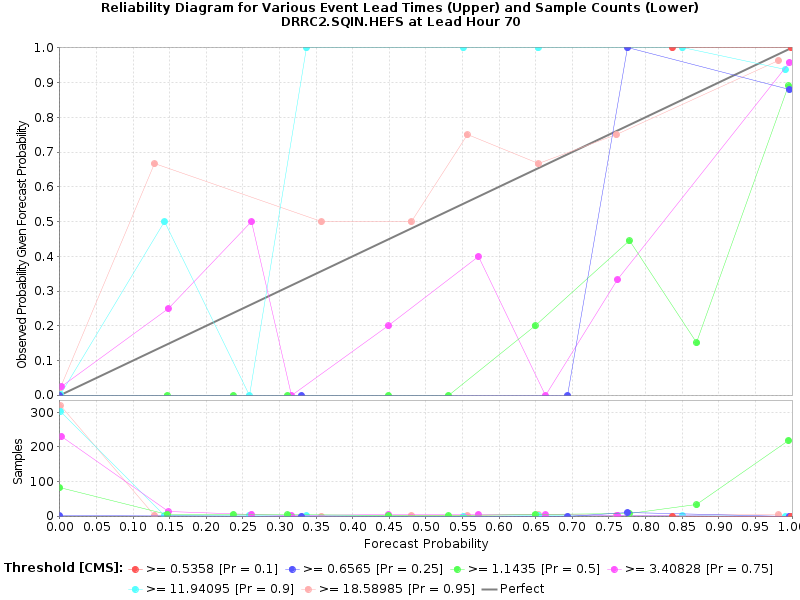 Reliability Diagram for Various Event Lead Times (Upper) and Sample Counts (Lower)
DRRC2.SQIN.HEFS at Lead Hour 70
Observed Probability Given Forecast Probability
1.0
0.9
0.8
0.7
0.6
0.5
0.4
0.3
0.2
0.1
0.0
Samples
300
200
100
0
0.00 0.05 0.10 0.15 0.20 0.25 0.30 0.35 0.40 0.45 0.50 0.55 0.60 0.65 0.70 0.75 0.80 0.85 0.90 0.95 1.00
Forecast Probability
Threshold [CMS]: >= 0.5358 [Pr = 0.1] >= 0.6565 [Pr = 0.25] >= 1.1435 [Pr = 0.5] >= 3.40828 [Pr = 0.75]
>= 11.94095 [Pr = 0.9] >= 18.58985 [Pr = 0.95] Perfect